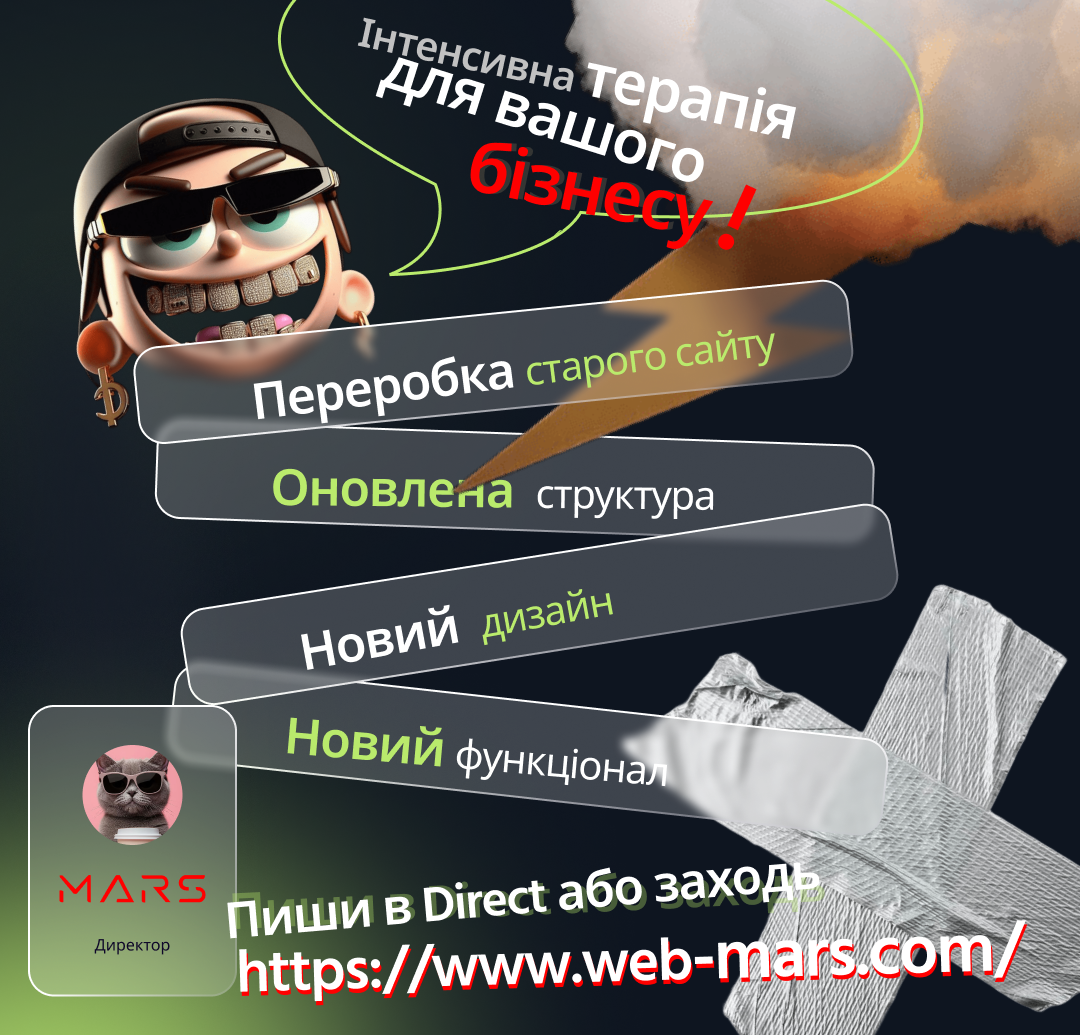 Інтенсивна терапія
для вашого
бізнесу!
Переробка старого сайту
Оновлена структура
Новий дизайн
Новий функціонал
MARS
Директор
Пиши в Direct або заходь
https://www.web-mars.com/